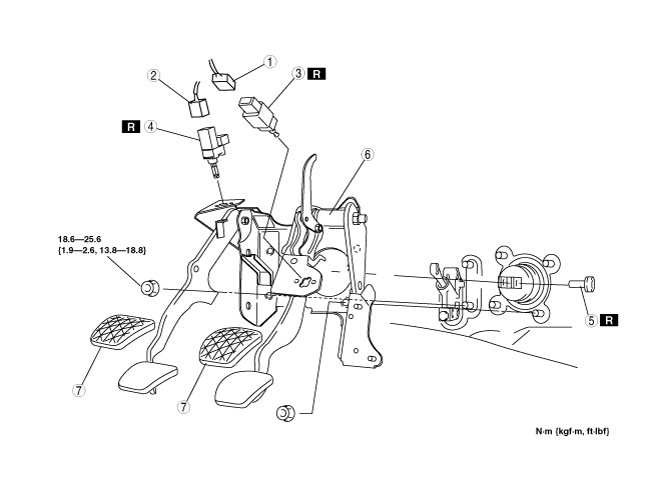 1
2
3 R
R 4
6
18.6—25.6
{1.9—2.6, 13.8—18.8}
5 R
7
7
N·m {kgf·m, ft·lbf}